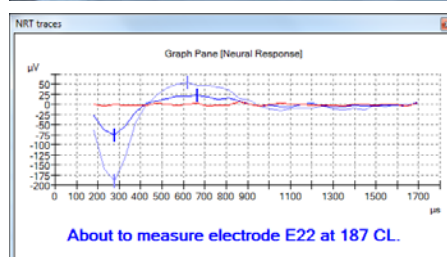 NRT traces
Graph Pane [Neural Response]
µV
50
25
0
-25
-50
-75
-100
-125
-150
-175
-200
0 100 200 300 400 500 600 700 800 900 1100 1300 1500 1700
µs
About to measure electrode E22 at 187 CL.